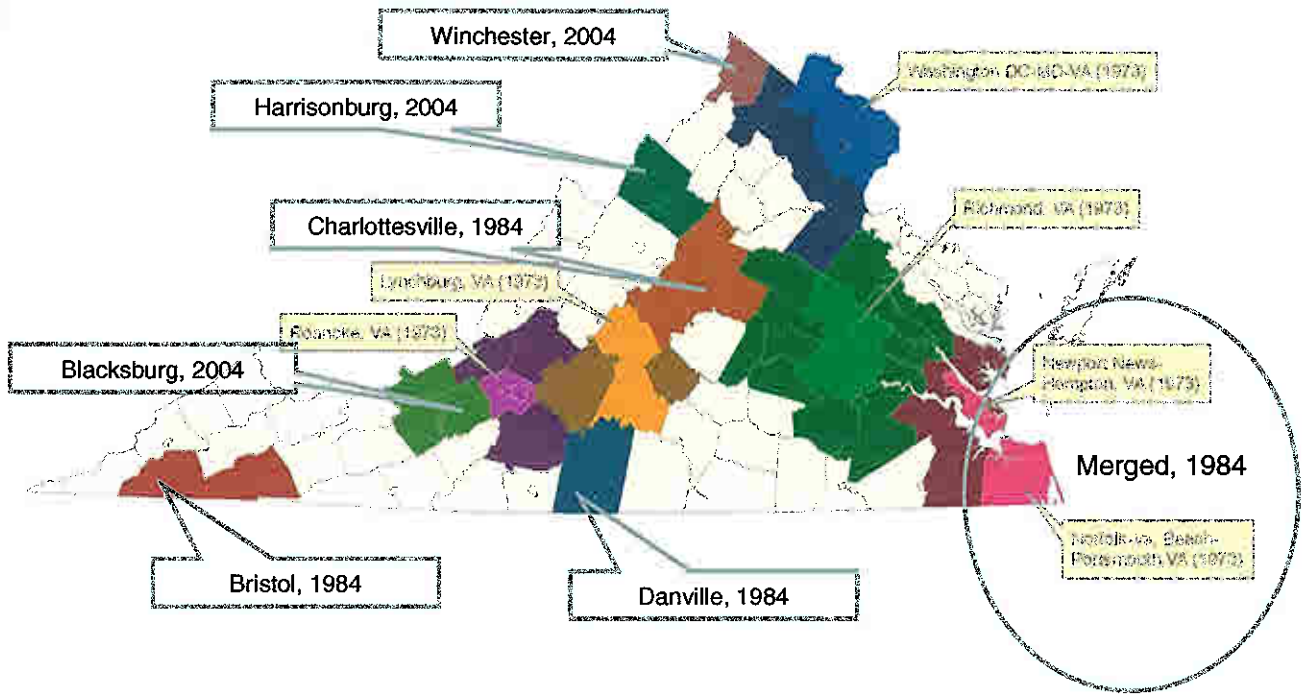 Winchester, 2004
Washington DC-MD-VA (1973)
Harrisonburg, 2004
Richmond, VA (1973)
Charlottesville, 1984
Lynchburg, VA (1973)
Roanoke, VA (1973)
Blacksburg, 2004
Newport News-
Hampton, VA (1973)
Merged, 1984
Norfolk-Va. Beach-
Portsmouth VA (1973)
Bristol, 1984
Danville, 1984